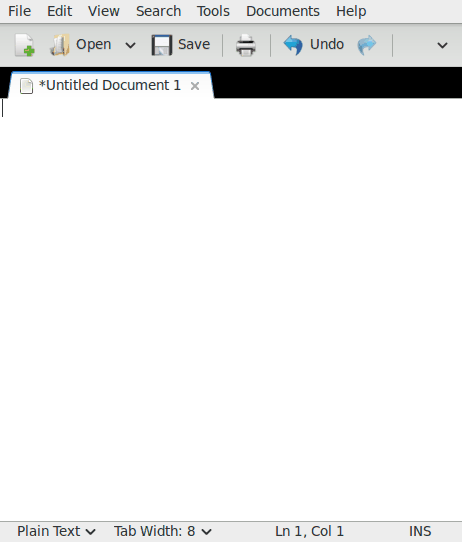 File Edit View Search Tools Documents Help
Open Save Undo
*Untitled Document 1
Plain Text Tab Width: 8 Ln 1, Col 1 INS